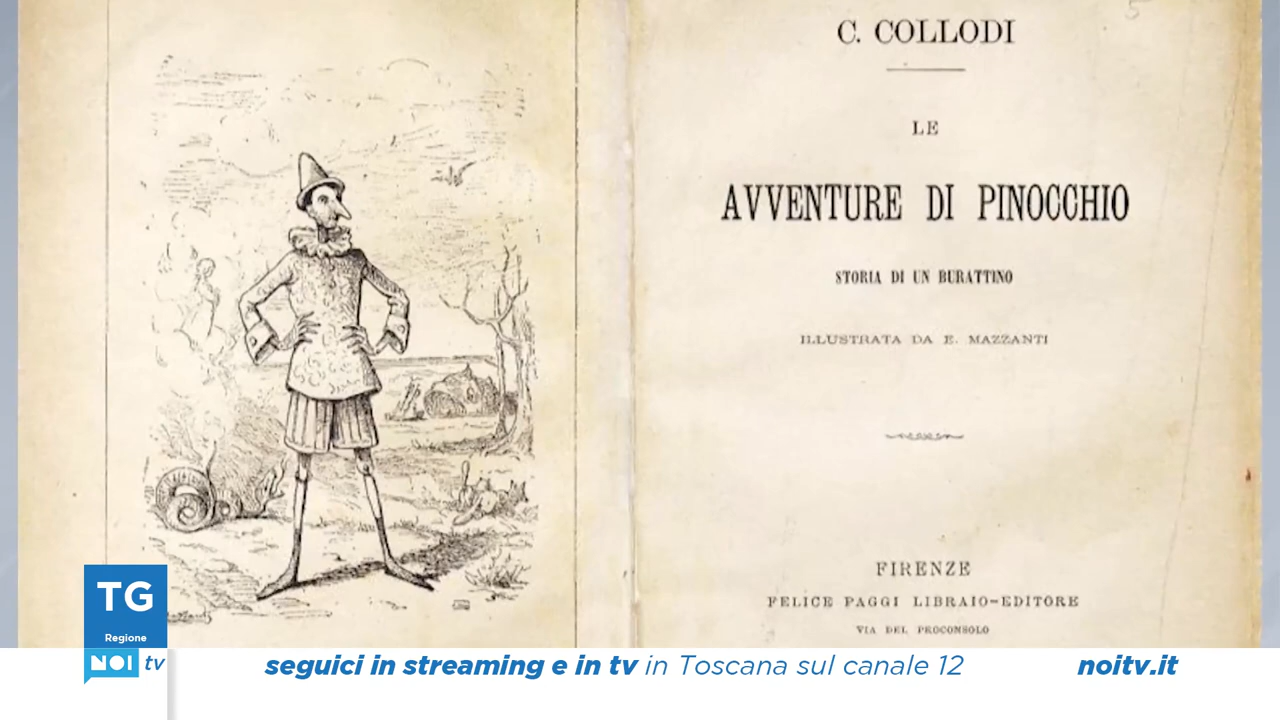 C. COLLODI
LE
AVVENTURE DI PINOCCHIO
STORIA DI UN BURATTINO
ILLUSTRATA DA E. MAZZANTI
FIRENZE
FELICE PAGGI LIBRAIO-EDITORE
VIA DEL PROCONSOLO
TG
Regione
NOI tv
seguici in streaming e in tv in Toscana sul canale 12
noitv.it